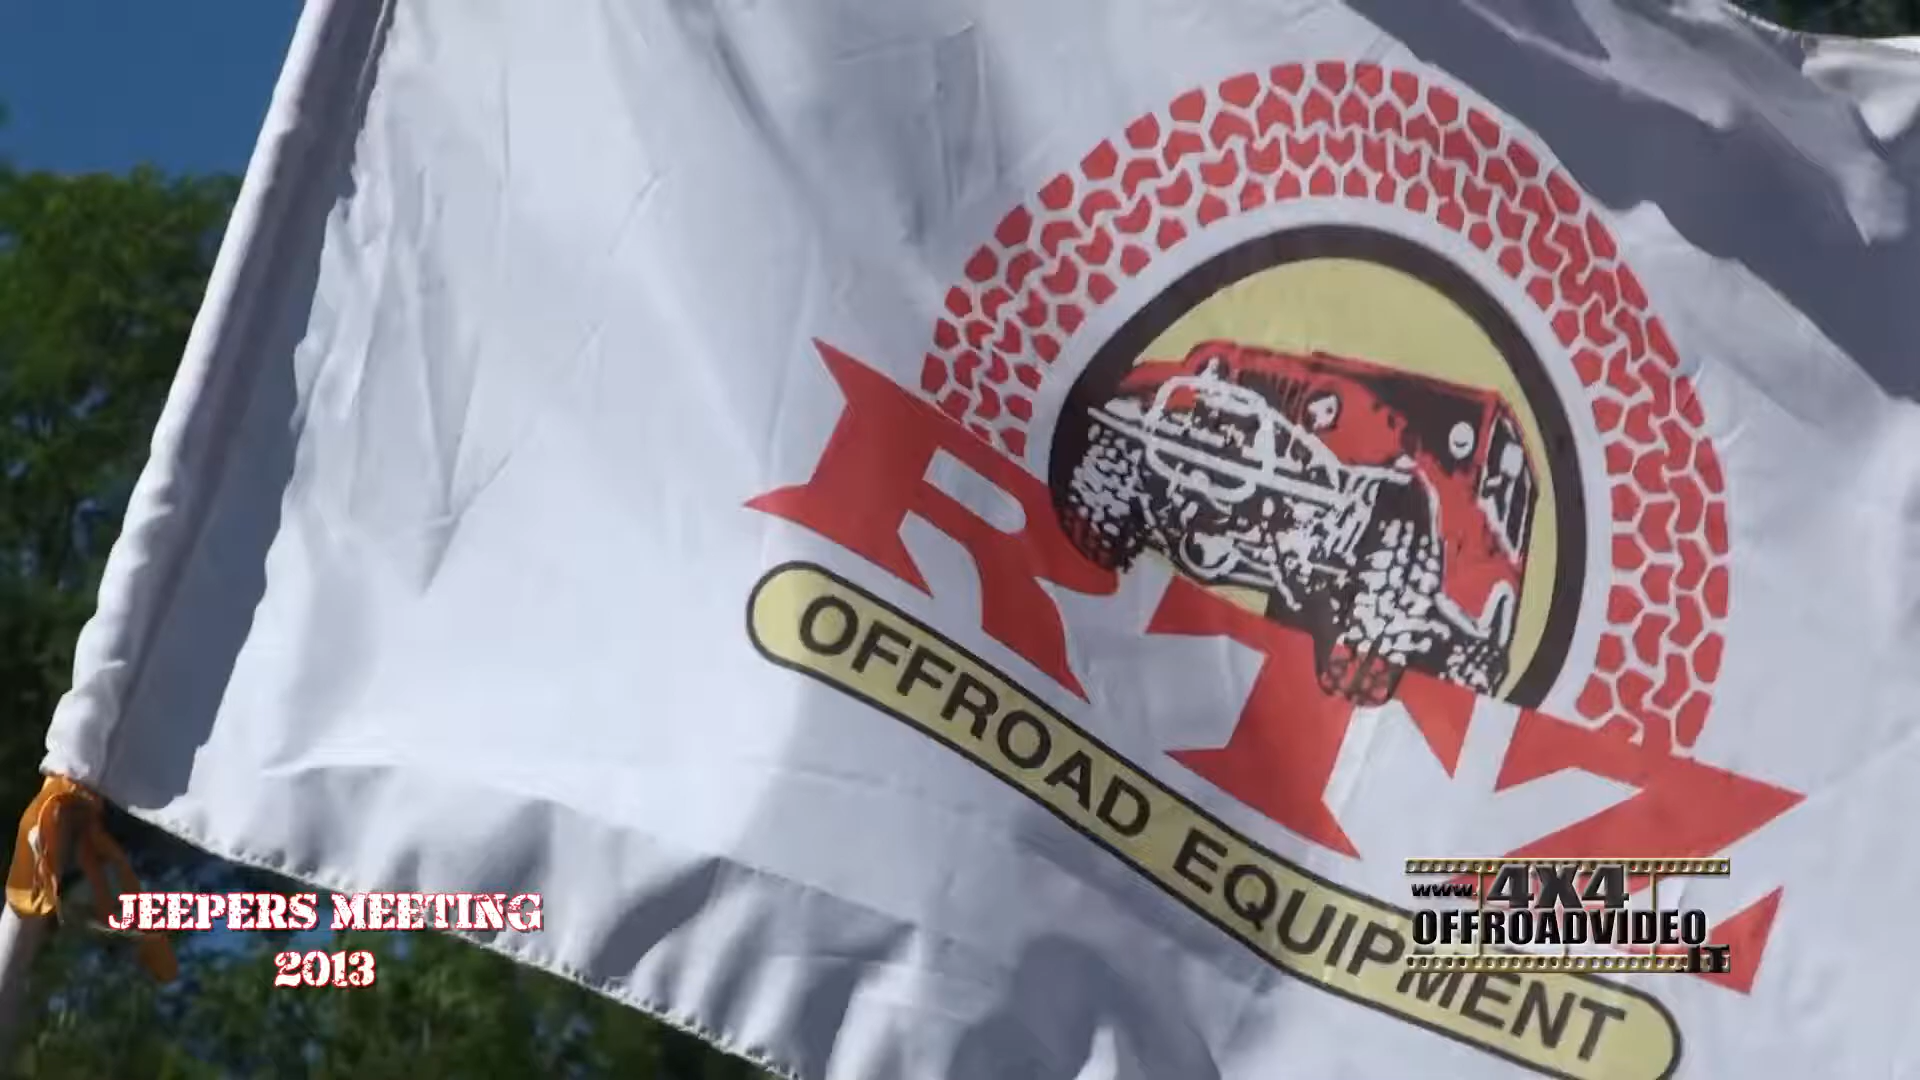 RTZ
OFFROAD EQUIPMENT
JEEPERS MEETING
2013
www. 4X4
OFFROADVIDEO
.IT